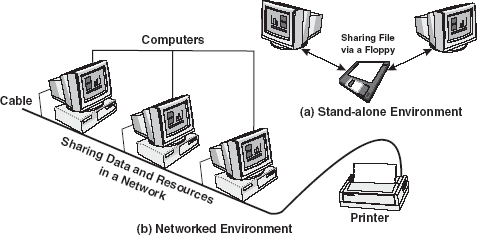 Computers
Cable
Sharing File
via a Floppy
(a) Stand-alone Environment
Sharing Data and Resources
in a Network
Printer
(b) Networked Environment